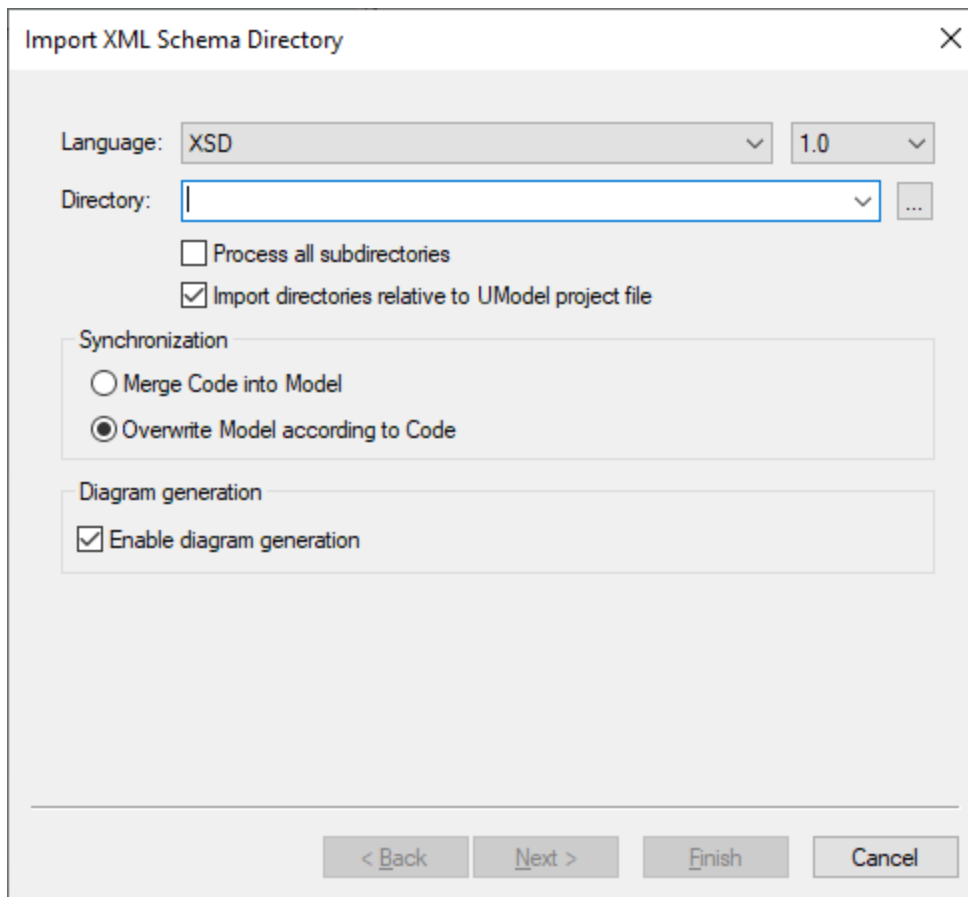 Import XML Schema Directory
Language: XSD 1.0
Directory: ...
Process all subdirectories
Import directories relative to UModel project file
Synchronization
Merge Code into Model
Overwrite Model according to Code
Diagram generation
Enable diagram generation
< Back Next > Finish Cancel